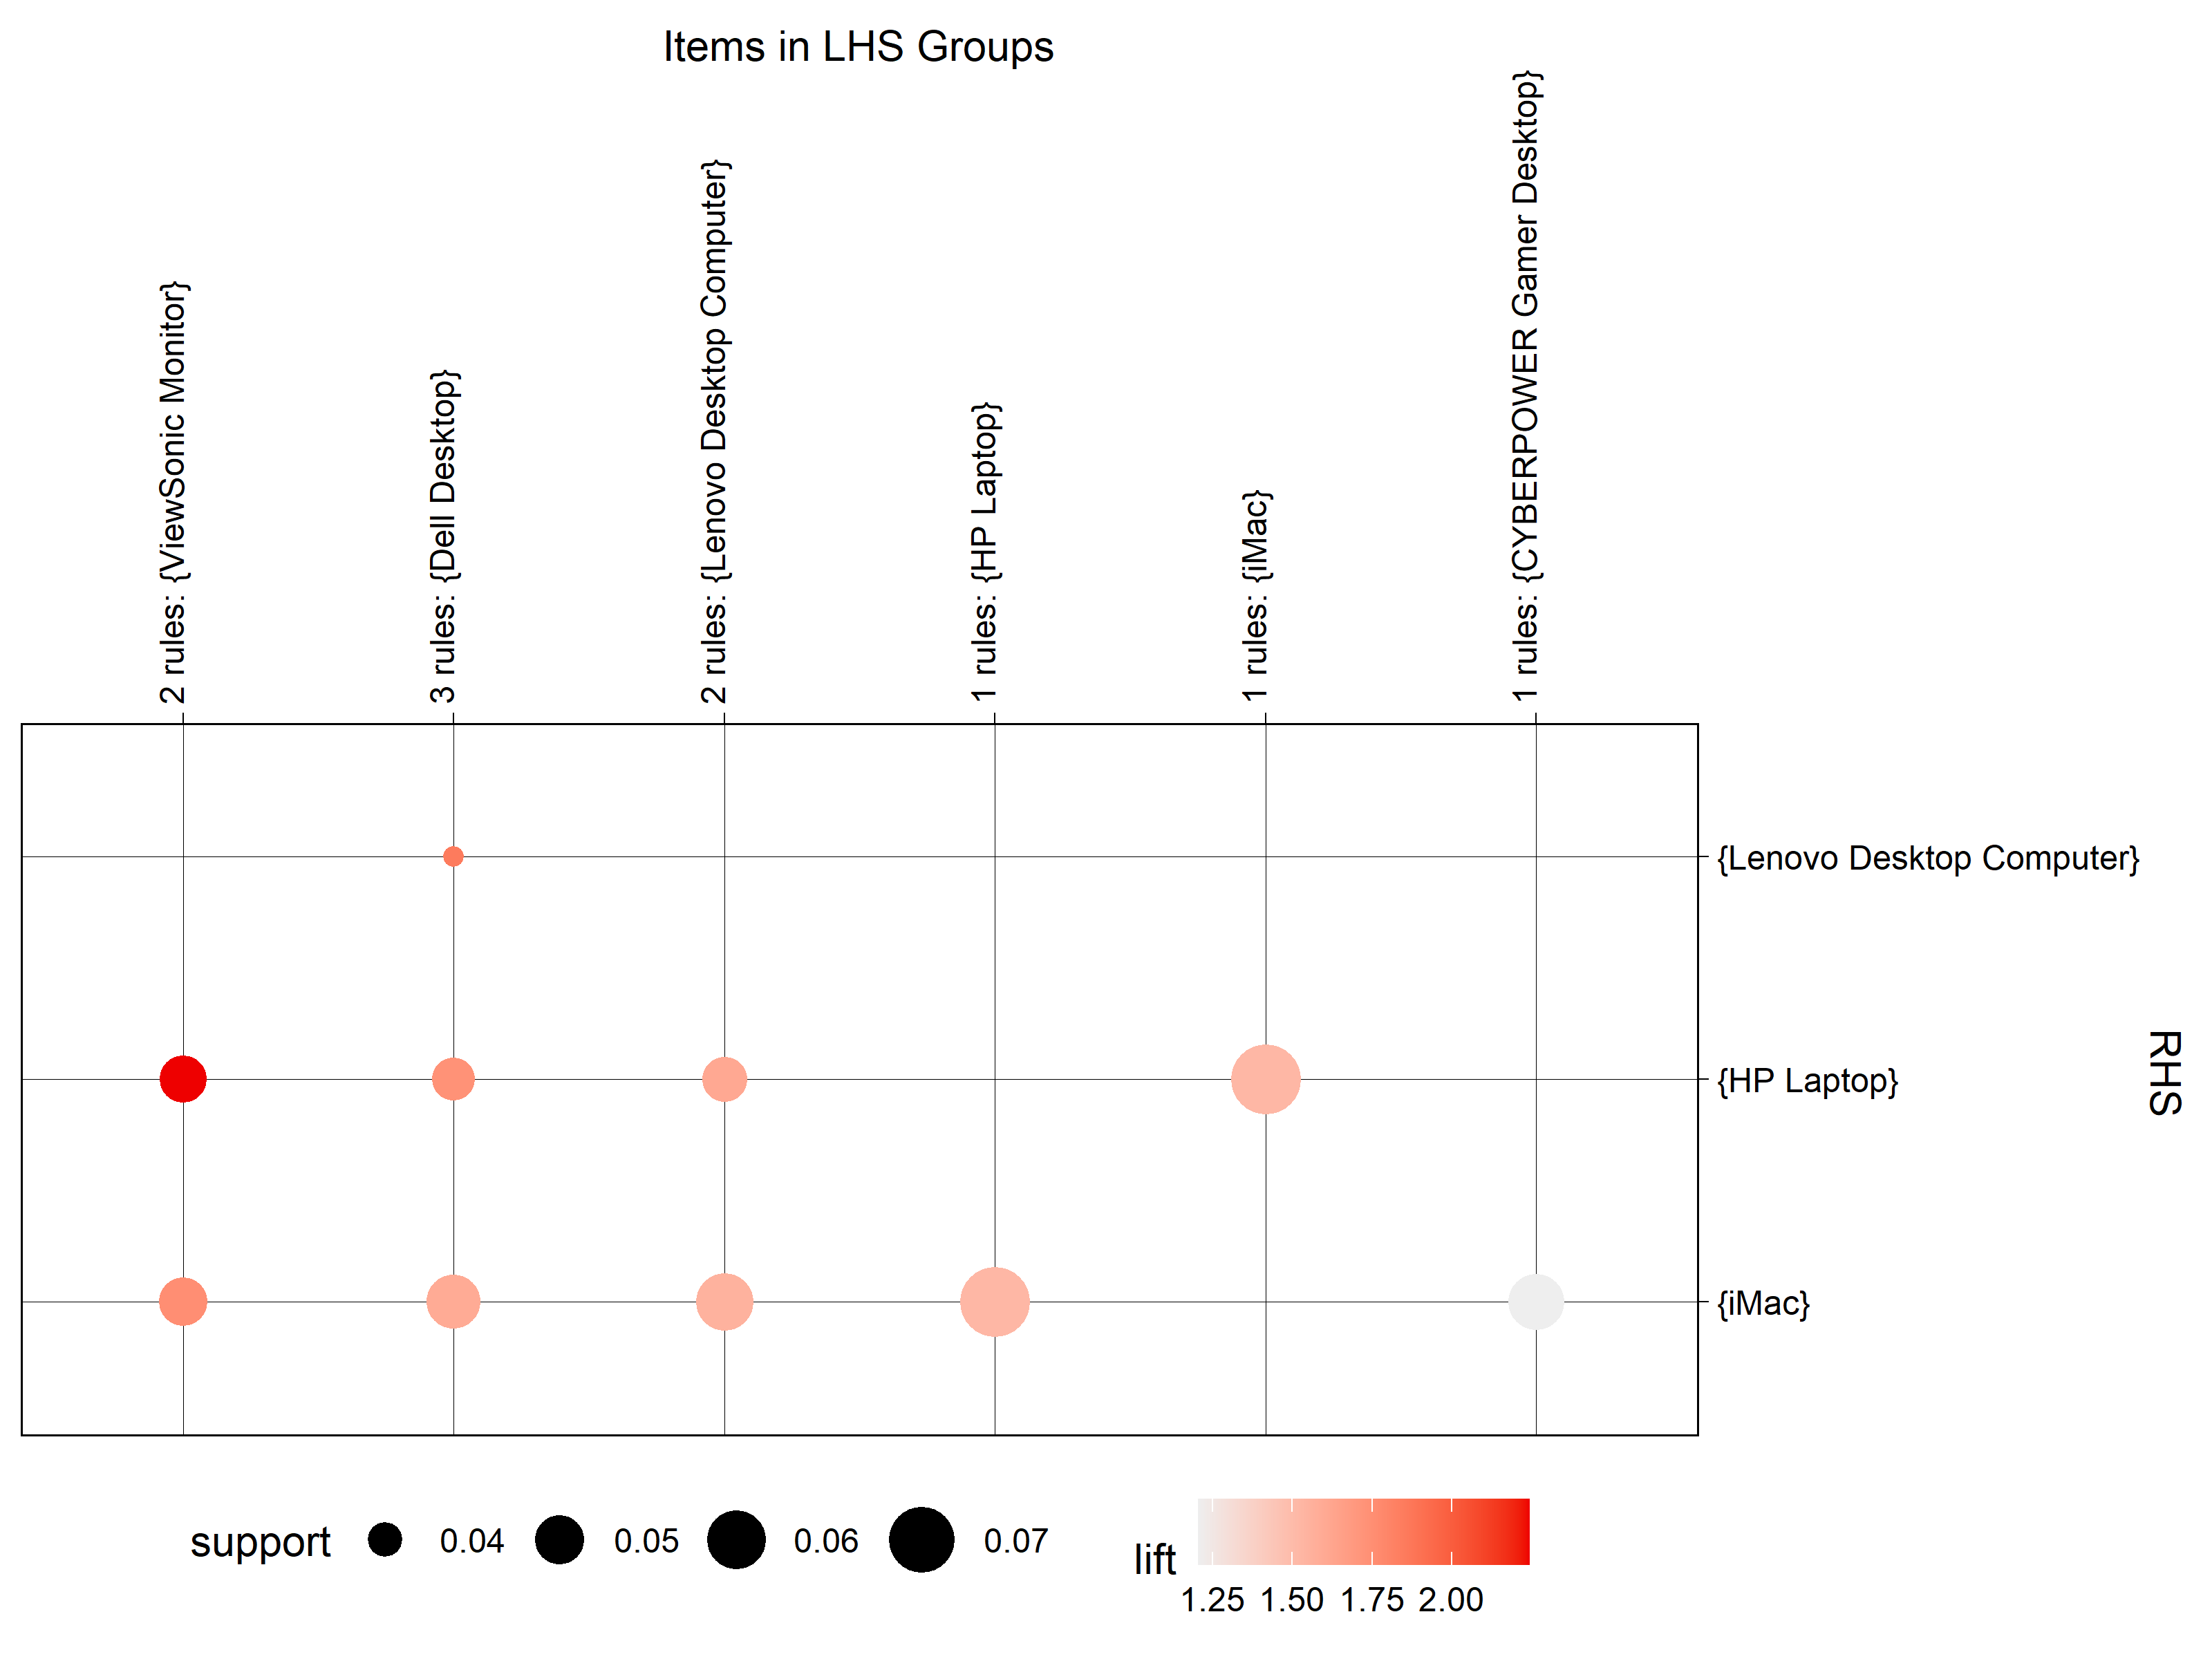 Items in LHS Groups
2 rules: {ViewSonic Monitor}
3 rules: {Dell Desktop}
2 rules: {Lenovo Desktop Computer}
1 rules: {HP Laptop}
1 rules: {iMac}
1 rules: {CYBERPOWER Gamer Desktop}
{Lenovo Desktop Computer}
{HP Laptop}
{iMac}
RHS
support 0.04 0.05 0.06 0.07
lift
1.25 1.50 1.75 2.00